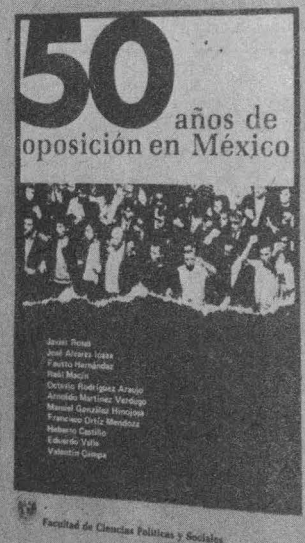 50
años de
oposición en México
Javier Rosas
José Alvarez Icaza
Fausto Hernández
Raúl Macín
Octavio Rodríguez Araujo
Arnoldo Martínez Verdugo
Manuel González Hinojosa
Francisco Ortiz Mendoza
Heberto Castillo
Eduardo Valle
Valentín Campa
Facultad de Ciencias Políticas y Sociales